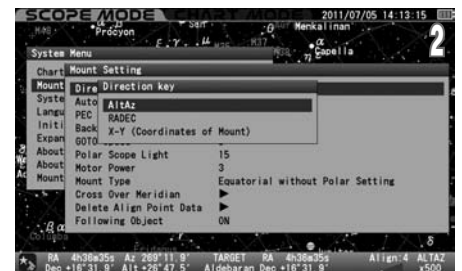 SCOPE MODE CHART MODE 2011/07/05 14:13:15
2
M48 Procyon Menkalinan
ε γ μ M37
α Capella
η
System Menu
Chart Mount Setting
Mount Dire Direction key
Syste Auto AltAz
Langu PEC RADEC
Initi Back X-Y (Coordinates of Mount)
Expan GOTO
About Polar Scope Light 15
About Motor Power 3
Mount Mount Type Equatorial without Polar Setting
Cross Over Meridian ▶
Delete Align Point Data ▶
Following Object ON
β α
δ
RA 4h36m35s Az 269°11.9' TARGET RA 4h36m35s Align:4 ALTAZ
Dec +16°31.9' Alt +26°47.5' Aldebaran Dec +16°31.9' x500